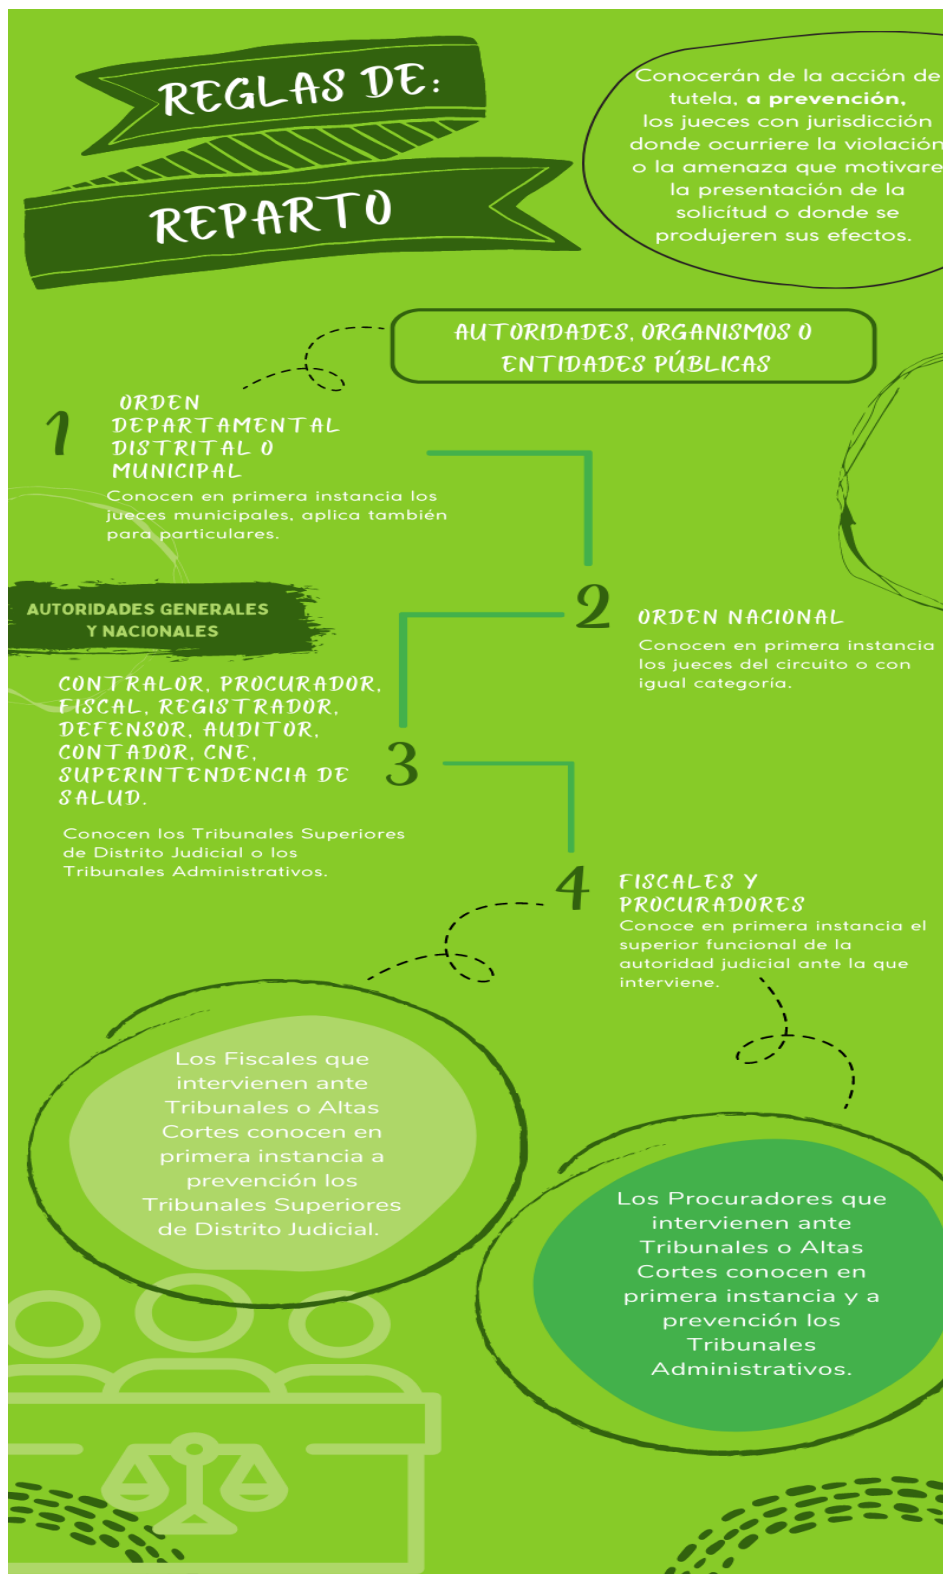 REGLAS DE:
REPARTO
Conocerán de la acción de
tutela, a prevención,
los jueces con jurisdicción
donde ocurriere la violación
o la amenaza que motivare
la presentación de la
solicitud o donde se
produjeren sus efectos.
AUTORIDADES, ORGANISMOS O
ENTIDADES PÚBLICAS
1
ORDEN
DEPARTAMENTAL
DISTRITAL O
MUNICIPAL
Conocen en primera instancia los
jueces municipales, aplica también
para particulares.
2
ORDEN NACIONAL
Conocen en primera instancia
los jueces del circuito o con
igual categoría.
AUTORIDADES GENERALES
Y NACIONALES
CONTRALOR, PROCURADOR,
FISCAL, REGISTRADOR,
DEFENSOR, AUDITOR,
CONTADOR, CNE,
SUPERINTENDENCIA DE
SALUD.
3
Conocen los Tribunales Superiores
de Distrito Judicial o los
Tribunales Administrativos.
4
FISCALES Y
PROCURADORES
Conoce en primera instancia el
superior funcional de la
autoridad judicial ante la que
interviene.
Los Fiscales que
intervienen ante
Tribunales o Altas
Cortes conocen en
primera instancia a
prevención los
Tribunales Superiores
de Distrito Judicial.
Los Procuradores que
intervienen ante
Tribunales o Altas
Cortes conocen en
primera instancia y a
prevención los
Tribunales
Administrativos.